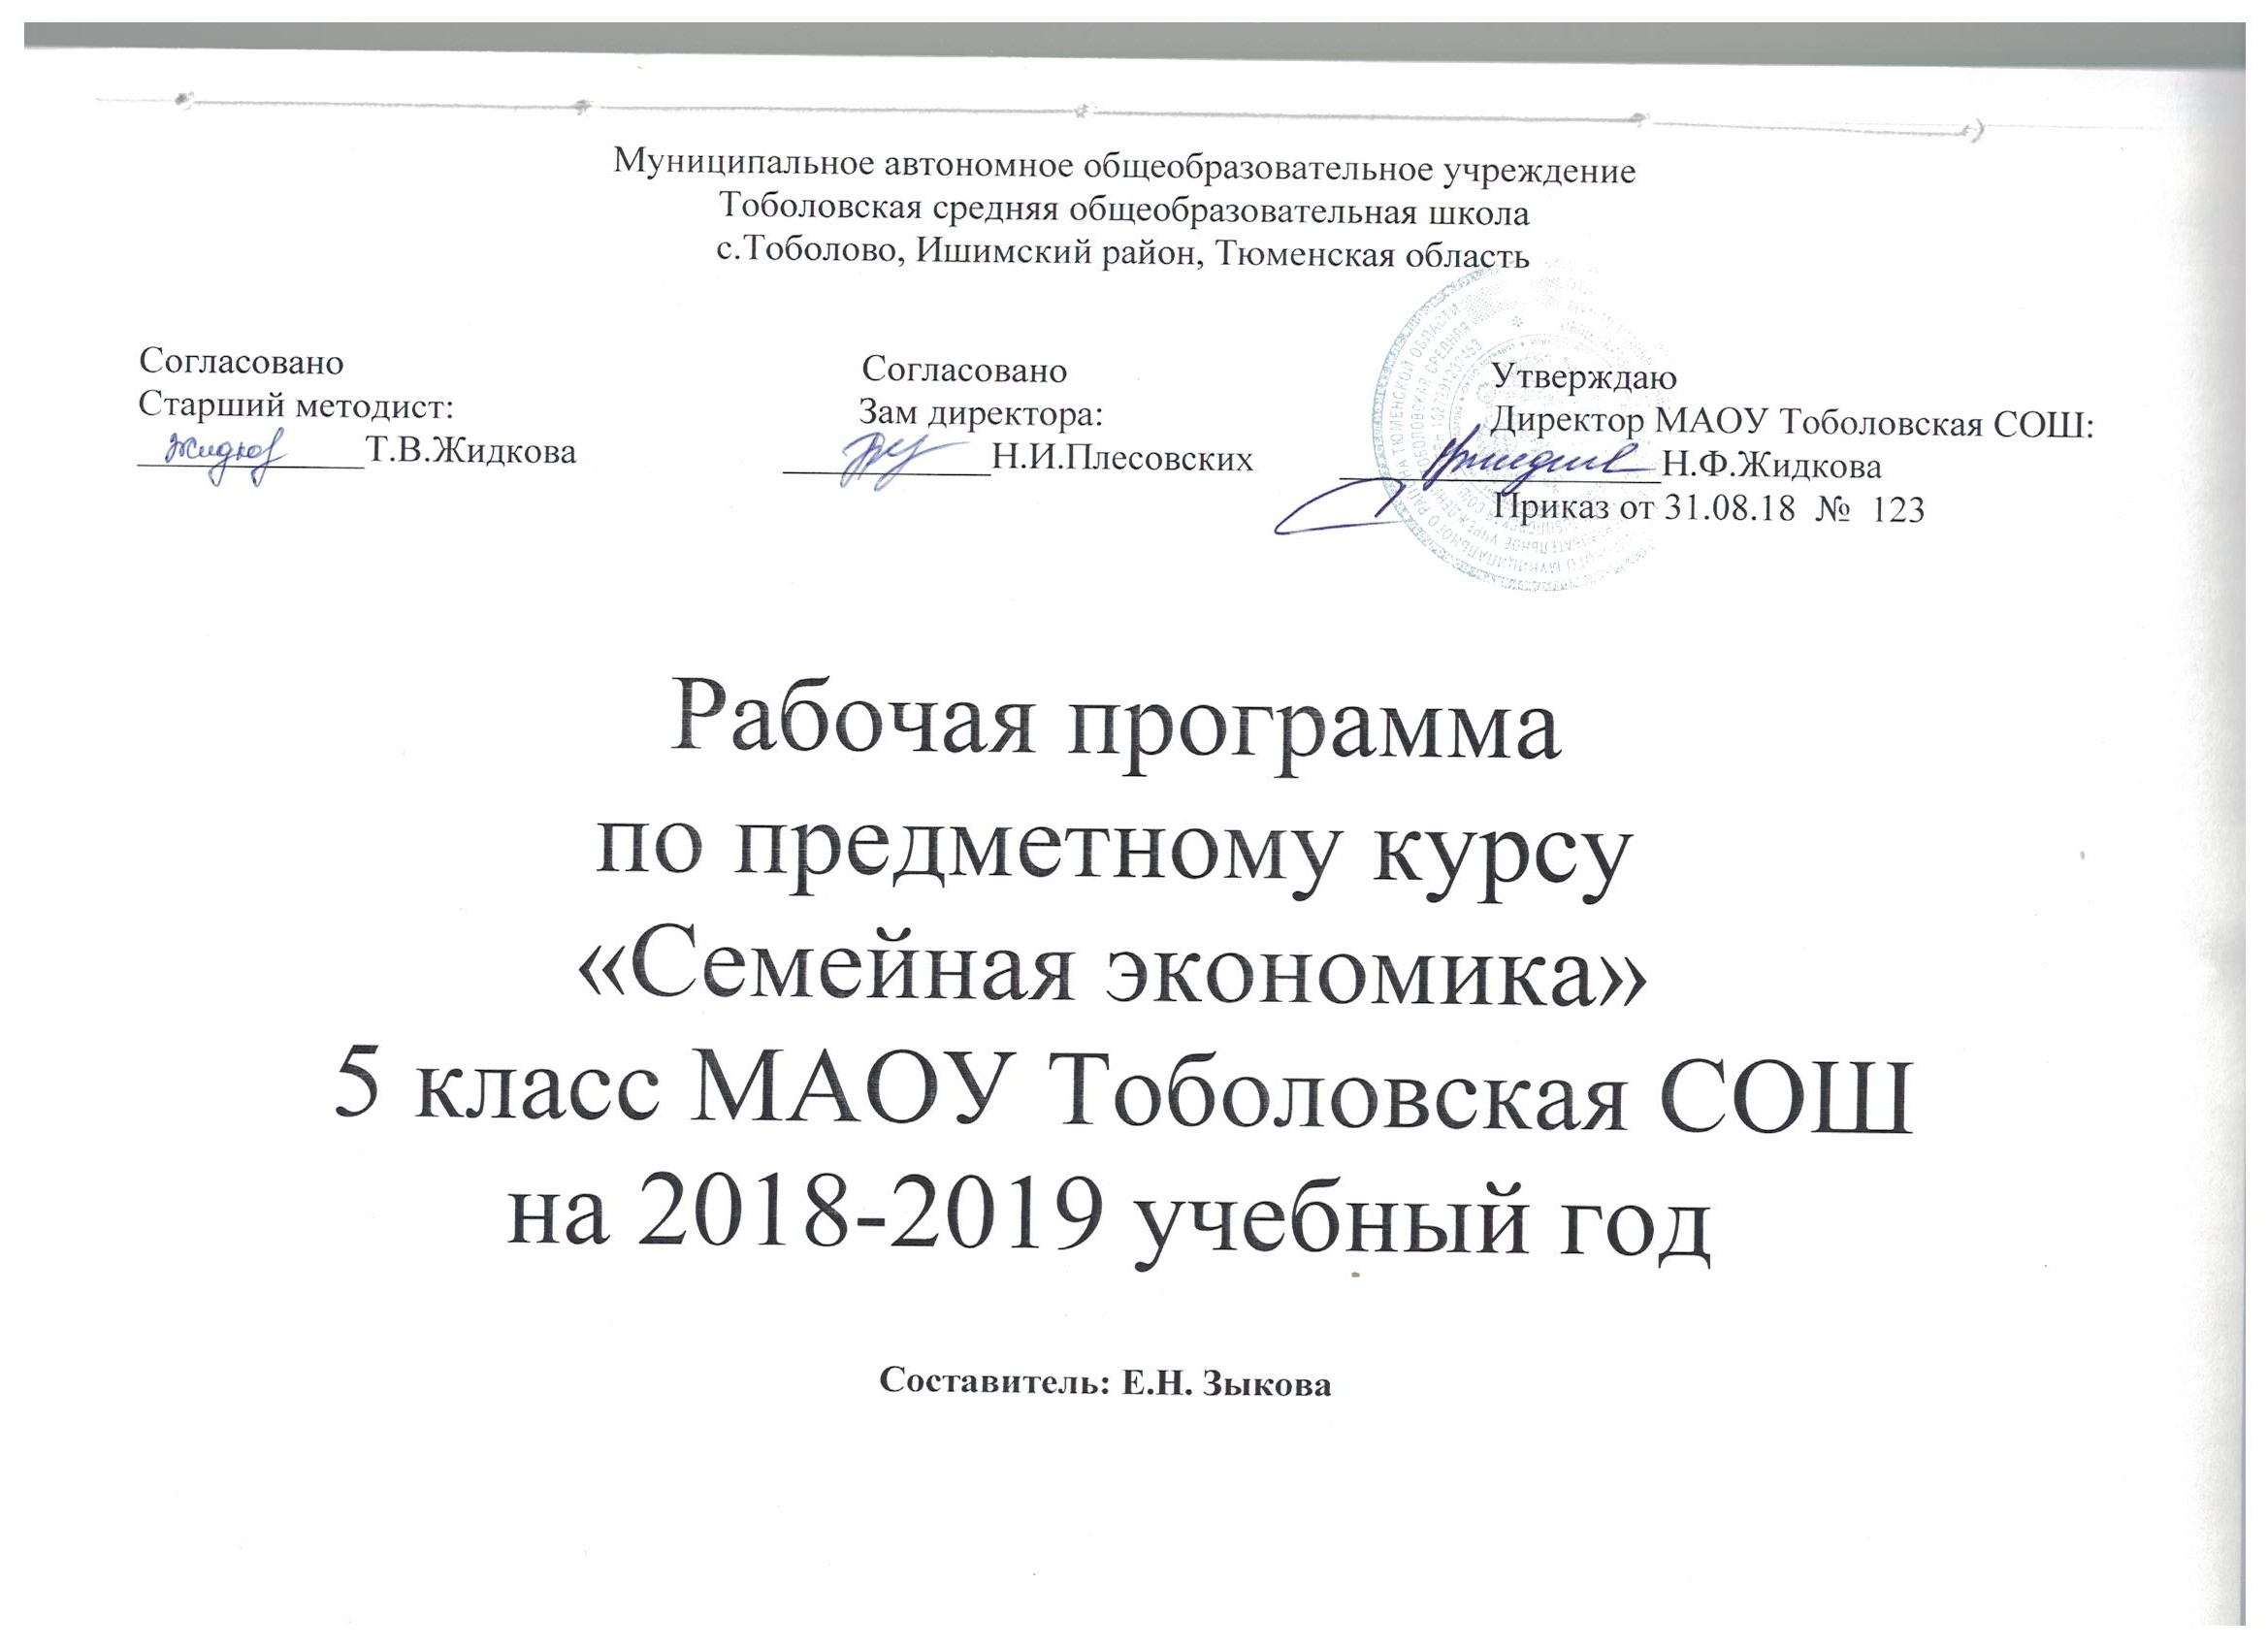 Муниципальное автономное общеобразовательное учреждение
Тоболовская средняя общеобразовательная школа
с.Тоболово, Ишимский район, Тюменская область
Согласовано
Старший методист:
Т.В.Жидкова
Согласовано
Зам директора:
Н.И.Плесовских
Утверждаю
Директор МАОУ Тоболовская СОШ:
Н.Ф.Жидкова
Приказ от 31.08.18 № 123
Рабочая программа
по предметному курсу
«Семейная экономика»
5 класс МАОУ Тоболовская СОШ
на 2018-2019 учебный год
Составитель: Е.Н. Зыкова